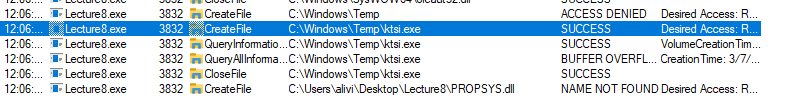 12:06:... Lecture8.exe 3832 CloseFile C:\Windows\SysWOW64\oleaut32.dll SUCCESS
12:06:... Lecture8.exe 3832 CreateFile C:\Windows\Temp ACCESS DENIED Desired Access: R...
12:06:... Lecture8.exe 3832 CreateFile C:\Windows\Temp\ktsi.exe SUCCESS Desired Access: R...
12:06:... Lecture8.exe 3832 QueryInformatio... C:\Windows\Temp\ktsi.exe SUCCESS VolumeCreationTim...
12:06:... Lecture8.exe 3832 QueryAllInforma... C:\Windows\Temp\ktsi.exe BUFFER OVERFL... CreationTime: 3/7/...
12:06:... Lecture8.exe 3832 CloseFile C:\Windows\Temp\ktsi.exe SUCCESS
12:06:... Lecture8.exe 3832 CreateFile C:\Users\alivi\Desktop\Lecture8\PROPSYS.dll NAME NOT FOUND Desired Access: R...